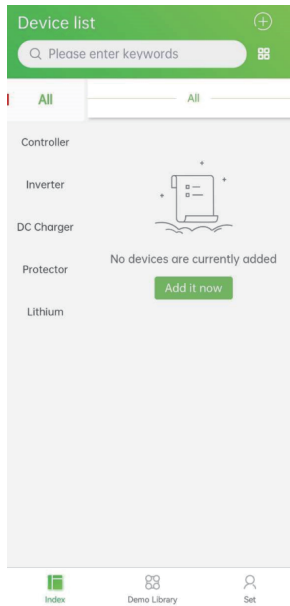 Device list
Please enter keywords
All
All
Controller
Inverter
DC Charger
Protector
Lithium
No devices are currently added
Add it now
Index
Demo Library
Set